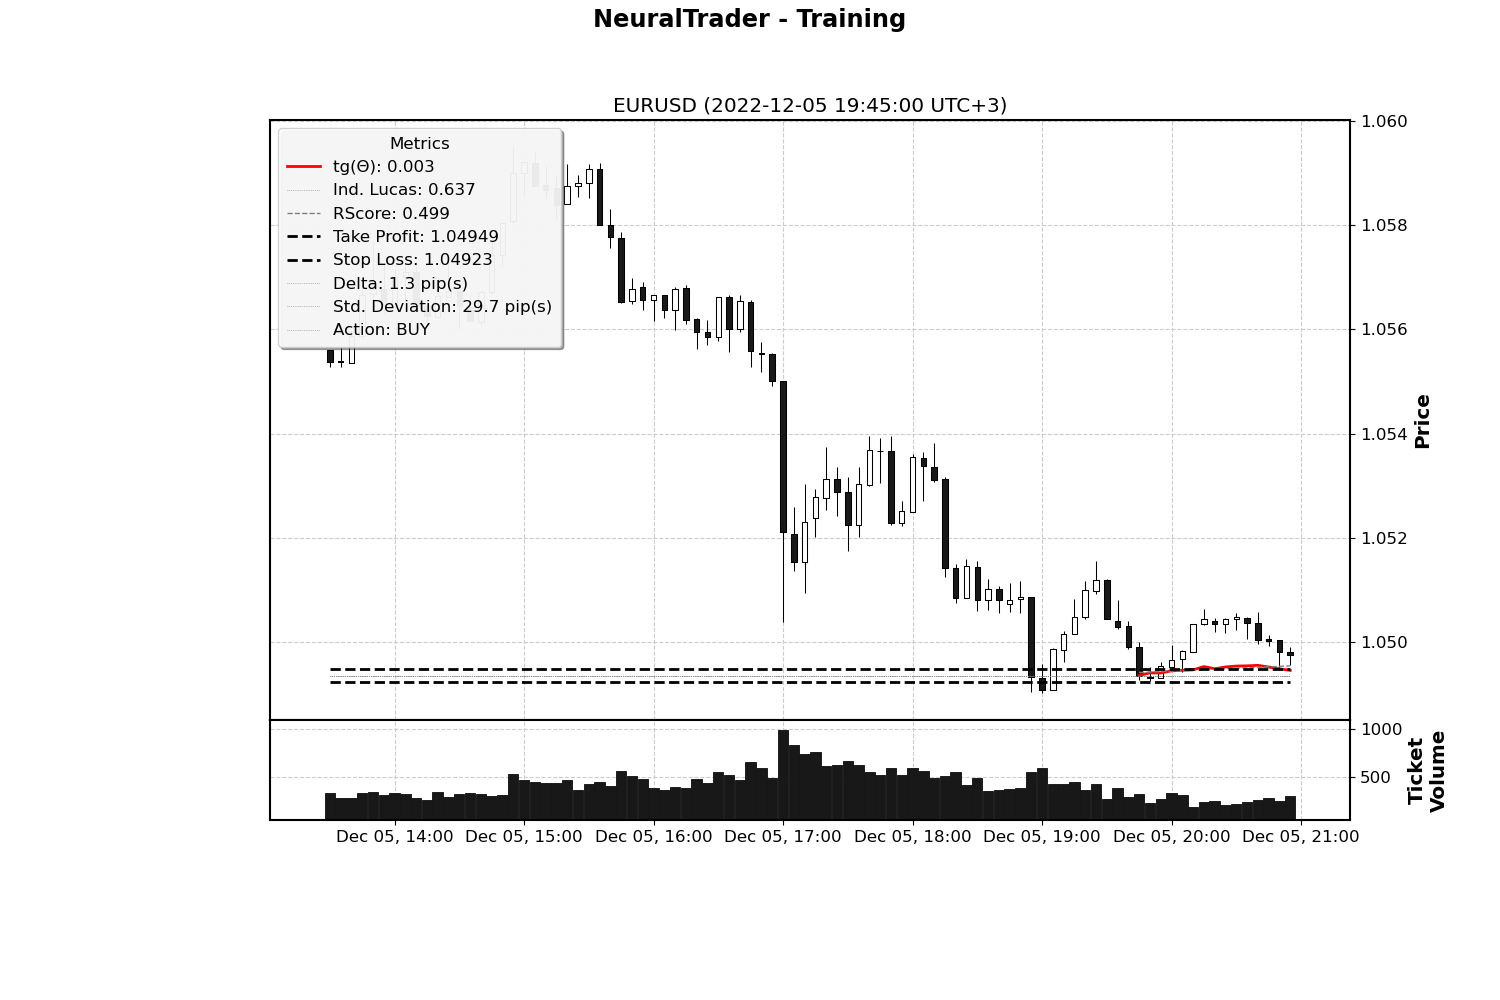 NeuralTrader - Training
EURUSD (2022-12-05 19:45:00 UTC+3)
Metrics
tg(Θ): 0.003
Ind. Lucas: 0.637
RScore: 0.499
Take Profit: 1.04949
Stop Loss: 1.04923
Delta: 1.3 pip(s)
Std. Deviation: 29.7 pip(s)
Action: BUY
1.060
1.058
1.056
1.054
1.052
1.050
Price
1000
500
Ticket
Volume
Dec 05, 14:00 Dec 05, 15:00 Dec 05, 16:00 Dec 05, 17:00 Dec 05, 18:00 Dec 05, 19:00 Dec 05, 20:00 Dec 05, 21:00